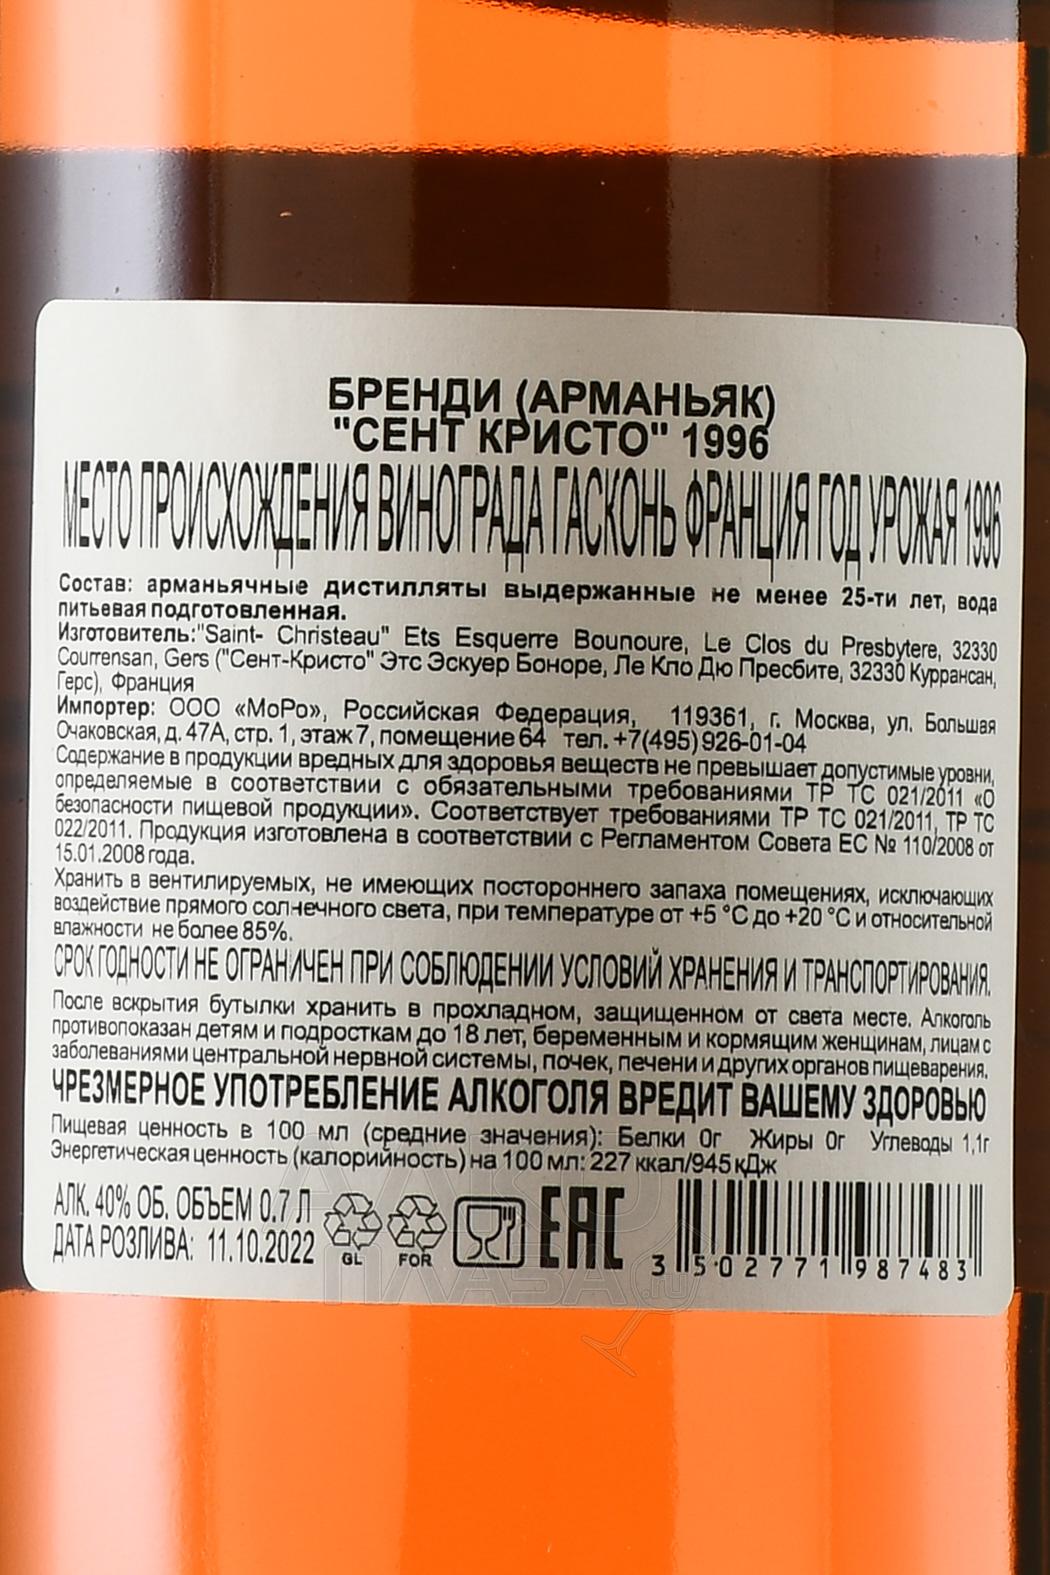 БРЕНДИ (АРМАНЬЯК)
"СЕНТ КРИСТО" 1996
МЕСТО ПРОИСХОЖДЕНИЯ ВИНОГРАДА ГАСКОНЬ ФРАНЦИЯ ГОД УРОЖАЯ 1996
Состав: арманьячные дистилляты выдержанные не менее 25-ти лет, вода
питьевая подготовленная.
Изготовитель:"Saint- Christeau" Ets Esquerre Bounoure, Le Clos du Presbytere, 32330
Courrensan, Gers ("Сент-Кристо" Этс Эскуер Боноре, Ле Кло Дю Пресбите, 32330 Куррансан,
Герс), Франция
Импортер: ООО «МоРо», Российская Федерация, 119361, г. Москва, ул. Большая
Очаковская, д. 47А, стр. 1, этаж 7, помещение 64 тел. +7(495) 926-01-04
Содержание в продукции вредных для здоровья веществ не превышает допустимые уровни,
определяемые в соответствии с обязательными требованиями ТР ТС 021/2011 «О
безопасности пищевой продукции». Соответствует требованиями ТР ТС 021/2011, ТР ТС
022/2011. Продукция изготовлена в соответствии с Регламентом Совета ЕС № 110/2008 от
15.01.2008 года.
Хранить в вентилируемых, не имеющих постороннего запаха помещениях, исключающих
воздействие прямого солнечного света, при температуре от +5 °С до +20 °С и относительной
влажности не более 85%.
СРОК ГОДНОСТИ НЕ ОГРАНИЧЕН ПРИ СОБЛЮДЕНИИ УСЛОВИЙ ХРАНЕНИЯ И ТРАНСПОРТИРОВАНИЯ.
После вскрытия бутылки хранить в прохладном, защищенном от света месте. Алкоголь
противопоказан детям и подросткам до 18 лет, беременным и кормящим женщинам, лицам с
заболеваниями центральной нервной системы, почек, печени и других органов пищеварения.
ЧРЕЗМЕРНОЕ УПОТРЕБЛЕНИЕ АЛКОГОЛЯ ВРЕДИТ ВАШЕМУ ЗДОРОВЬЮ
Пищевая ценность в 100 мл (средние значения): Белки 0г Жиры 0г Углеводы 1,1г
Энергетическая ценность (калорийность) на 100 мл: 227 ккал/945 кДж
АЛК. 40% ОБ. ОБЪЕМ 0.7 Л
ДАТА РОЗЛИВА: 11.10.2022
GL FOR
EAC
3 502771 987483
АЛКО
ПЛАЗА.ru